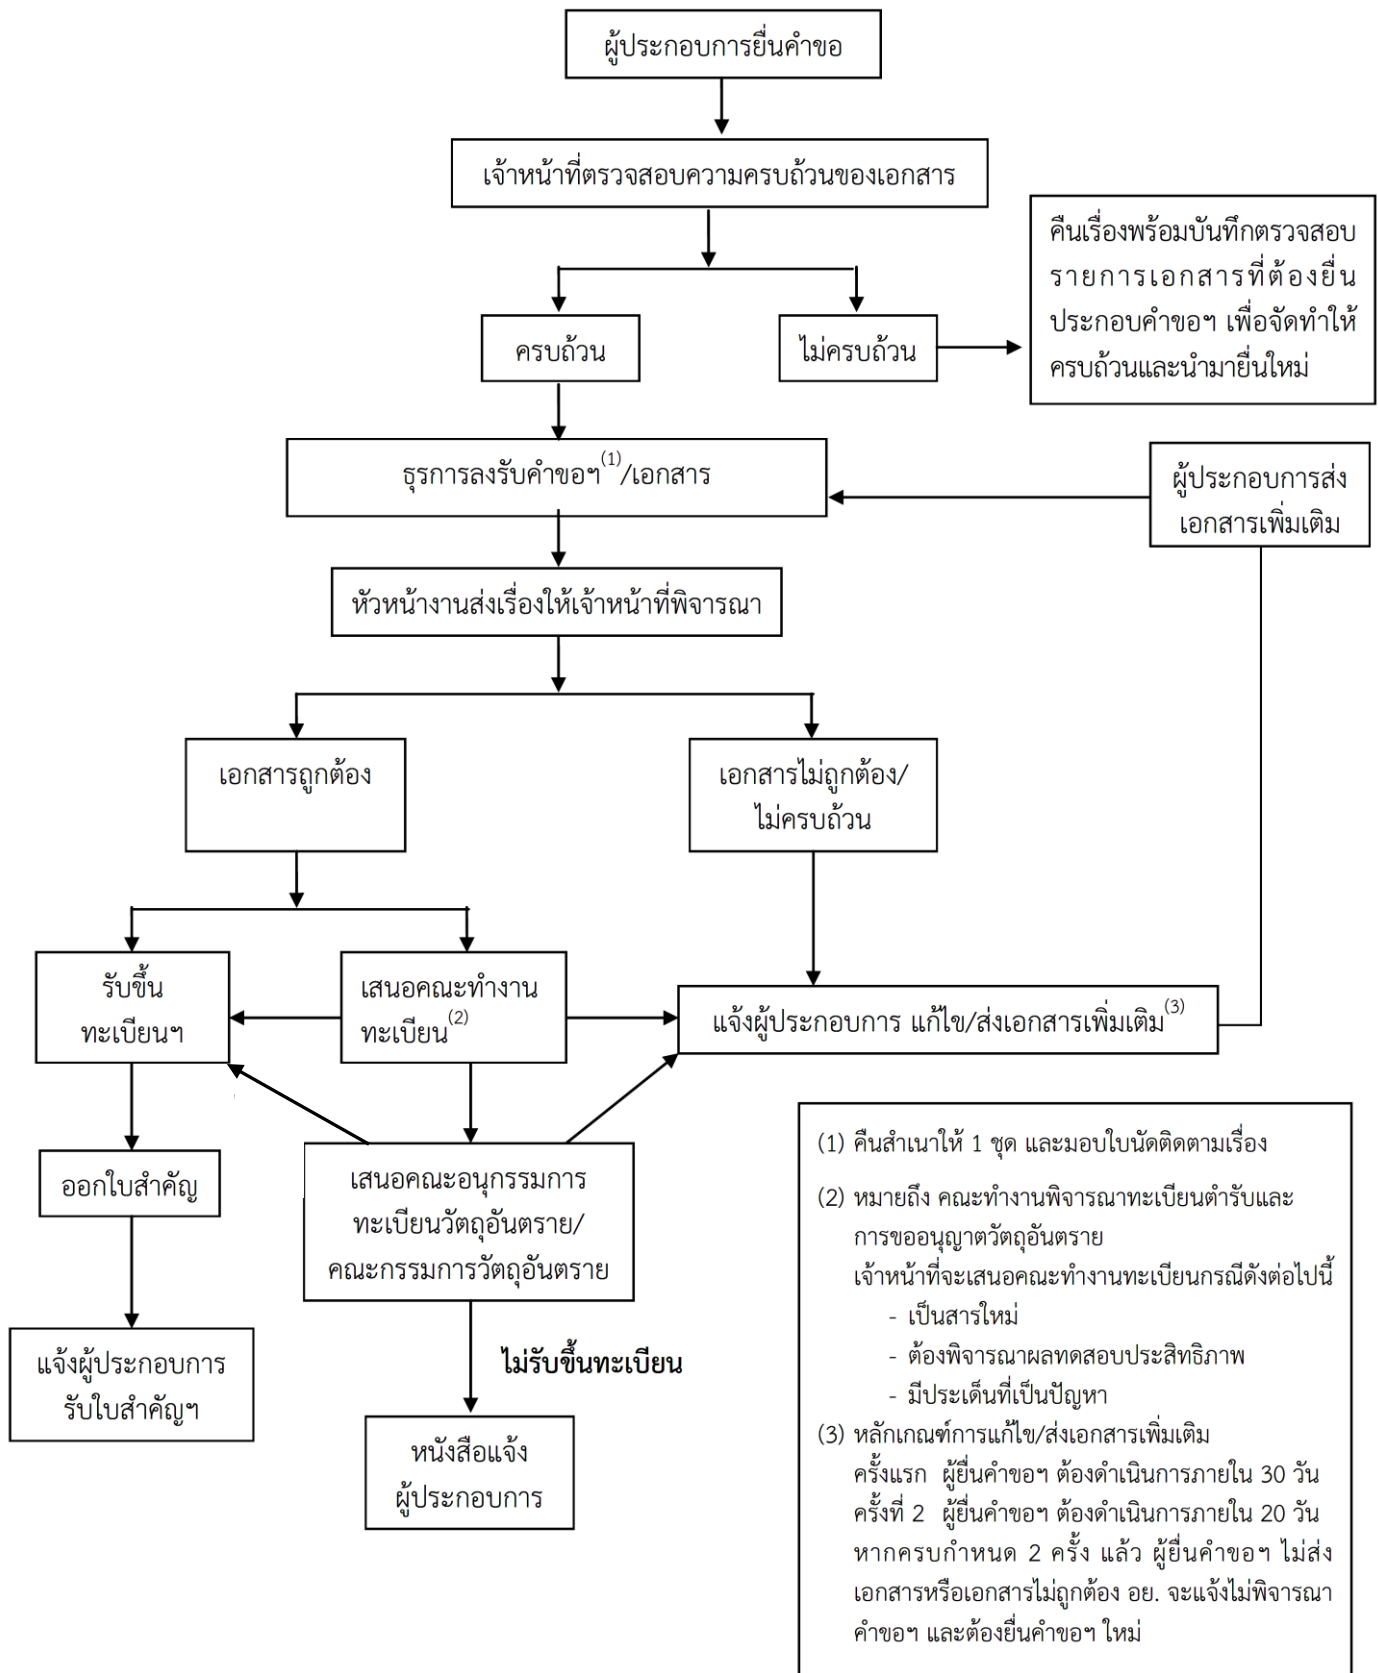 ผู้ประกอบการยื่นคำขอ
เจ้าหน้าที่ตรวจสอบความครบถ้วนของเอกสาร
คืนเรื่องพร้อมบันทึกตรวจสอบ
รายการเอกสารที่ต้องยื่น
ประกอบคำขอฯ เพื่อจัดทำให้
ครบถ้วนและนำมายื่นใหม่
ครบถ้วน
ไม่ครบถ้วน
ธุรการลงรับคำขอฯ(1)/เอกสาร
ผู้ประกอบการส่ง
เอกสารเพิ่มเติม
หัวหน้างานส่งเรื่องให้เจ้าหน้าที่พิจารณา
เอกสารถูกต้อง
เอกสารไม่ถูกต้อง/
ไม่ครบถ้วน
รับขึ้น
ทะเบียนฯ
เสนอคณะทำงาน
ทะเบียน(2)
แจ้งผู้ประกอบการ แก้ไข/ส่งเอกสารเพิ่มเติม(3)
ออกใบสำคัญ
เสนอคณะอนุกรรมการ
ทะเบียนวัตถุอันตราย/
คณะกรรมการวัตถุอันตราย
แจ้งผู้ประกอบการ
รับใบสำคัญฯ
ไม่รับขึ้นทะเบียน
หนังสือแจ้ง
ผู้ประกอบการ
(1) คืนสำเนาให้ 1 ชุด และมอบใบนัดติดตามเรื่อง
(2) หมายถึง คณะทำงานพิจารณาทะเบียนตำรับและ
การขออนุญาตวัตถุอันตราย
เจ้าหน้าที่จะเสนอคณะทำงานทะเบียนกรณีดังต่อไปนี้
- เป็นสารใหม่
- ต้องพิจารณาผลทดสอบประสิทธิภาพ
- มีประเด็นที่เป็นปัญหา
(3) หลักเกณฑ์การแก้ไข/ส่งเอกสารเพิ่มเติม
ครั้งแรก ผู้ยื่นคำขอฯ ต้องดำเนินการภายใน 30 วัน
ครั้งที่ 2 ผู้ยื่นคำขอฯ ต้องดำเนินการภายใน 20 วัน
หากครบกำหนด 2 ครั้ง แล้ว ผู้ยื่นคำขอฯ ไม่ส่ง
เอกสารหรือเอกสารไม่ถูกต้อง อย. จะแจ้งไม่พิจารณา
คำขอฯ และต้องยื่นคำขอฯ ใหม่